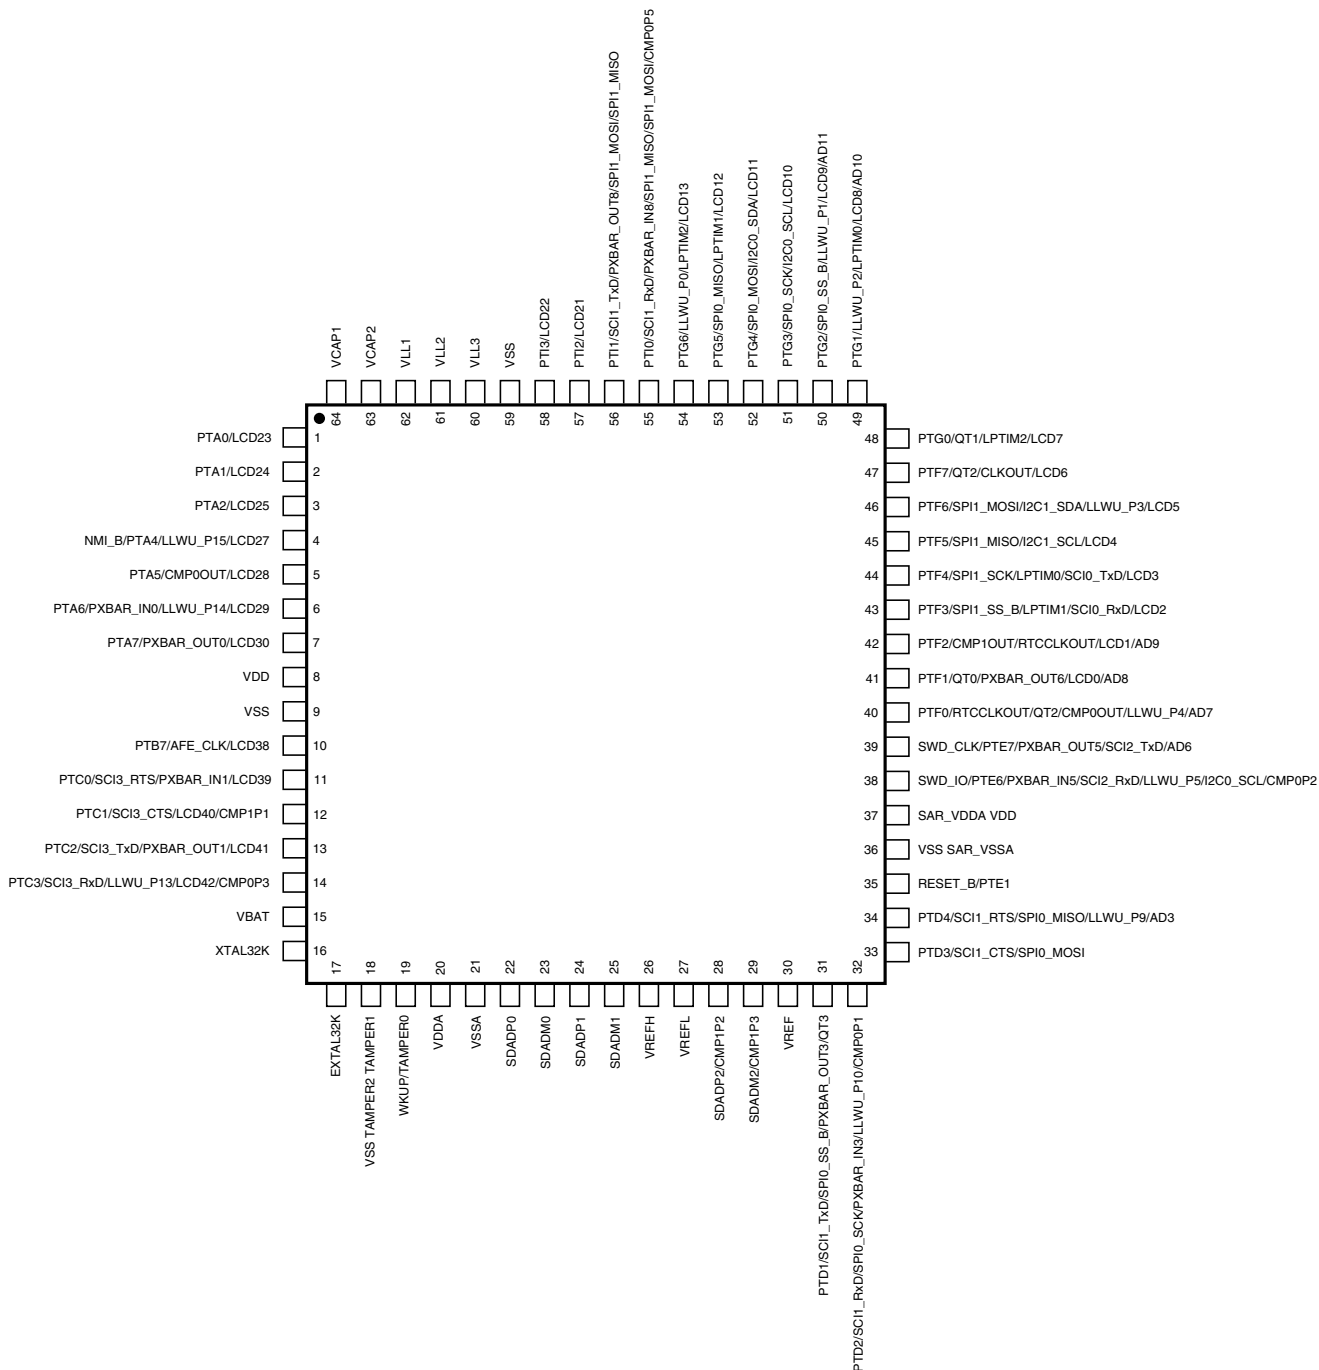 PTI1/SCI1_TxD/PXBAR_OUT8/SPI1_MOSI/SPI1_MISO
PTI0/SCI1_RxD/PXBAR_IN8/SPI1_MISO/SPI1_MOSI/CMP0P5
PTG6/LLWU_P0/LPTIM2/LCD13
PTG5/SPI0_MISO/LPTIM1/LCD12
PTG4/SPI0_MOSI/I2C0_SDA/LCD11
PTG3/SPI0_SCK/I2C0_SCL/LCD10
PTG2/SPI0_SS_B/LLWU_P1/LCD9/AD11
PTG1/LLWU_P2/LPTIM0/LCD8/AD10
VCAP1
VCAP2
VLL1
VLL2
VLL3
VSS
PTI3/LCD22
PTI2/LCD21
64
63
62
61
60
59
58
57
56
55
54
53
52
51
50
49
PTA0/LCD23 1
PTA1/LCD24 2
PTA2/LCD25 3
NMI_B/PTA4/LLWU_P15/LCD27 4
PTA5/CMP0OUT/LCD28 5
PTA6/PXBAR_IN0/LLWU_P14/LCD29 6
PTA7/PXBAR_OUT0/LCD30 7
VDD 8
VSS 9
PTB7/AFE_CLK/LCD38 10
PTC0/SCI3_RTS/PXBAR_IN1/LCD39 11
PTC1/SCI3_CTS/LCD40/CMP1P1 12
PTC2/SCI3_TxD/PXBAR_OUT1/LCD41 13
PTC3/SCI3_RxD/LLWU_P13/LCD42/CMP0P3 14
VBAT 15
XTAL32K 16
48 PTG0/QT1/LPTIM2/LCD7
47 PTF7/QT2/CLKOUT/LCD6
46 PTF6/SPI1_MOSI/I2C1_SDA/LLWU_P3/LCD5
45 PTF5/SPI1_MISO/I2C1_SCL/LCD4
44 PTF4/SPI1_SCK/LPTIM0/SCI0_TxD/LCD3
43 PTF3/SPI1_SS_B/LPTIM1/SCI0_RxD/LCD2
42 PTF2/CMP1OUT/RTCCLKOUT/LCD1/AD9
41 PTF1/QT0/PXBAR_OUT6/LCD0/AD8
40 PTF0/RTCCLKOUT/QT2/CMP0OUT/LLWU_P4/AD7
39 SWD_CLK/PTE7/PXBAR_OUT5/SCI2_TxD/AD6
38 SWD_IO/PTE6/PXBAR_IN5/SCI2_RxD/LLWU_P5/I2C0_SCL/CMP0P2
37 SAR_VDDA VDD
36 VSS SAR_VSSA
35 RESET_B/PTE1
34 PTD4/SCI1_RTS/SPI0_MISO/LLWU_P9/AD3
33 PTD3/SCI1_CTS/SPI0_MOSI
17
18
19
20
21
22
23
24
25
26
27
28
29
30
31
32
EXTAL32K
VSS TAMPER2 TAMPER1
WKUP/TAMPER0
VDDA
VSSA
SDADP0
SDADM0
SDADP1
SDADM1
VREFH
VREFL
SDADP2/CMP1P2
SDADM2/CMP1P3
VREF
PTD1/SCI1_TxD/SPI0_SS_B/PXBAR_OUT3/QT3
PTD2/SCI1_RxD/SPI0_SCK/PXBAR_IN3/LLWU_P10/CMP0P1